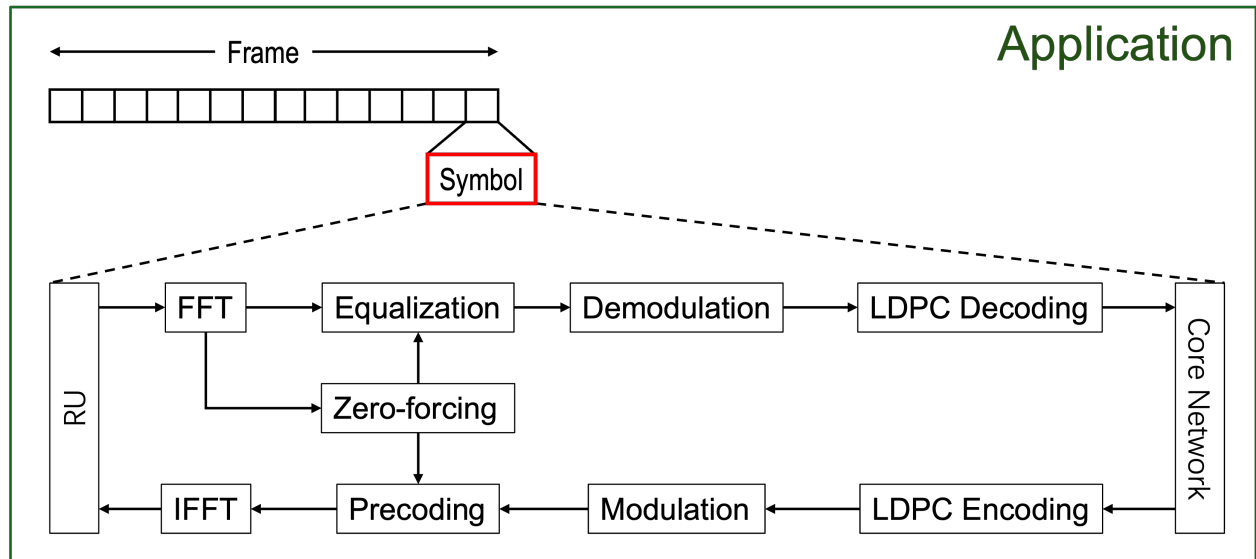 Application
Frame
Symbol
RU
FFT
Equalization
Demodulation
LDPC Decoding
Core Network
Zero-forcing
IFFT
Precoding
Modulation
LDPC Encoding